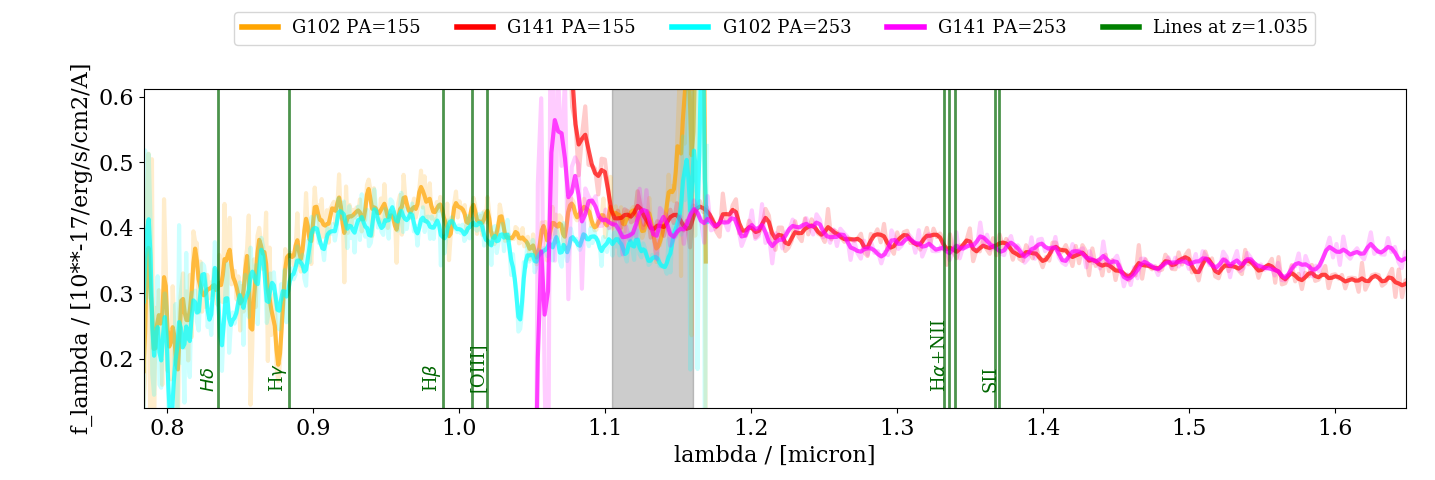 G102 PA=155 G141 PA=155 G102 PA=253 G141 PA=253 Lines at z=1.035
f_lambda / [10**-17/erg/s/cm2/A]
0.6
0.5
0.4
0.3
0.2
Hδ
Hγ
Hβ
[OIII]
Hα+NII
SII
0.8 0.9 1.0 1.1 1.2 1.3 1.4 1.5 1.6
lambda / [micron]